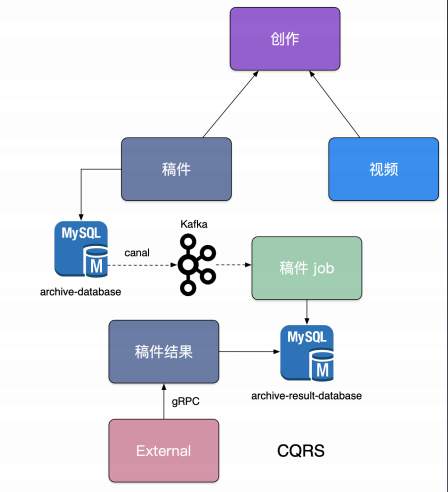 创作
稿件
视频
MySQL
M
archive-database
canal
Kafka
稿件 job
稿件结果
MySQL
M
archive-result-database
gRPC
External
CQRS